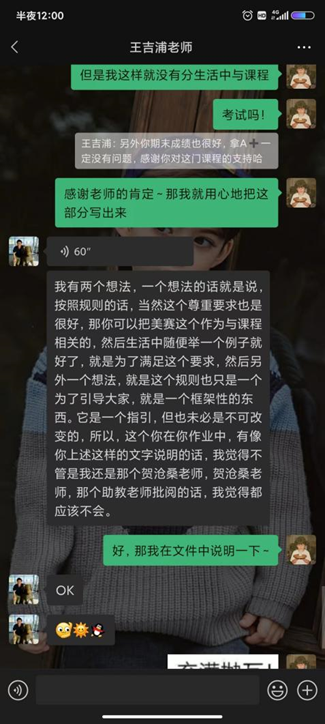 半夜12:00
HD
4G
王吉浦老师
但是我这样就没有分生活中与课程
考试吗！
王吉浦：另外你期末成绩也很好，拿A➕一
定没有问题，感谢你对这门课程的支持哈
感谢老师的肯定～那我就用心地把这
部分写出来
60"
我有两个想法，一个想法的话就是说，
按照规则的话，当然这个尊重要求也是
很好，那你可以把美赛这个作为与课程
相关的，然后生活中随便举一个例子就
好了，就是为了满足这个要求，然后另
外一个想法，就是这个规则也只是一个
为了引导大家，就是一个框架性的东
西。它是一个指引，但也未必是不可改
变的，所以，这个你在你作业中，有像
你上述这样的文字说明的话，我觉得不
管是我还是那个贺沧桑老师，贺沧桑老
师，那个助教老师批阅的话，我觉得都
应该不会。
好，那我在文件中说明一下～
OK